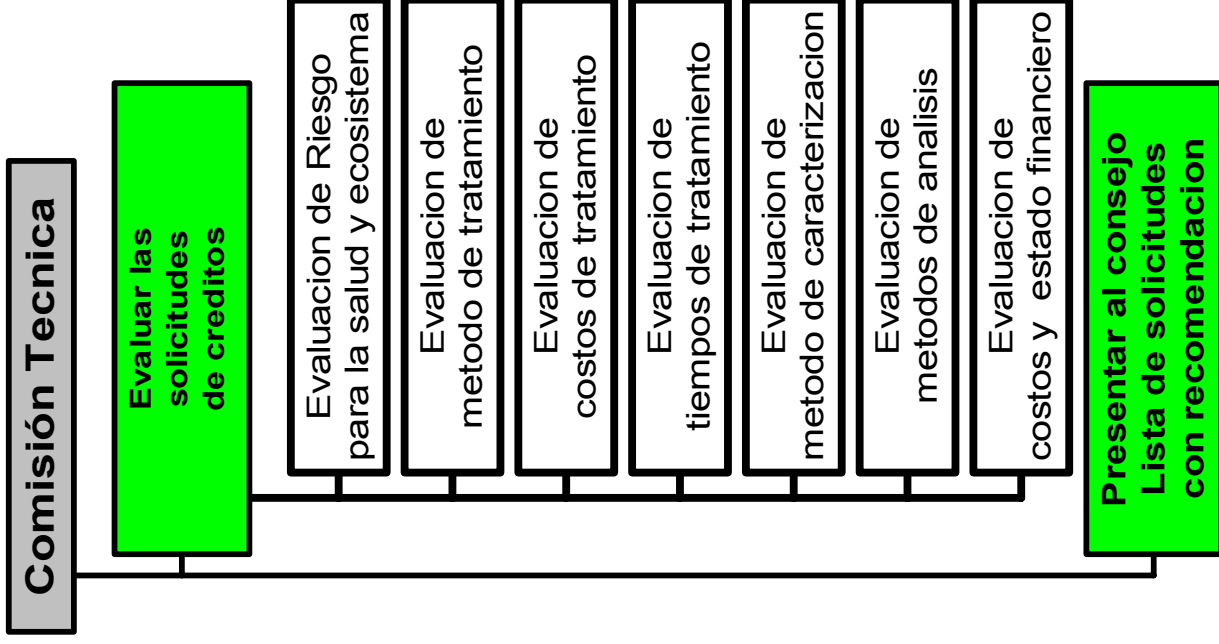 Comisión Tecnica
Evaluar las
solicitudes
de creditos
Evaluacion de Riesgo
para la salud y ecosistema
Evaluacion de
metodo de tratamiento
Evaluacion de
costos de tratamiento
Evaluacion de
tiempos de tratamiento
Evaluacion de
metodo de caracterizacion
Evaluacion de
metodos de analisis
Evaluacion de
costos y estado financiero
Presentar al consejo
Lista de solicitudes
con recomendacion